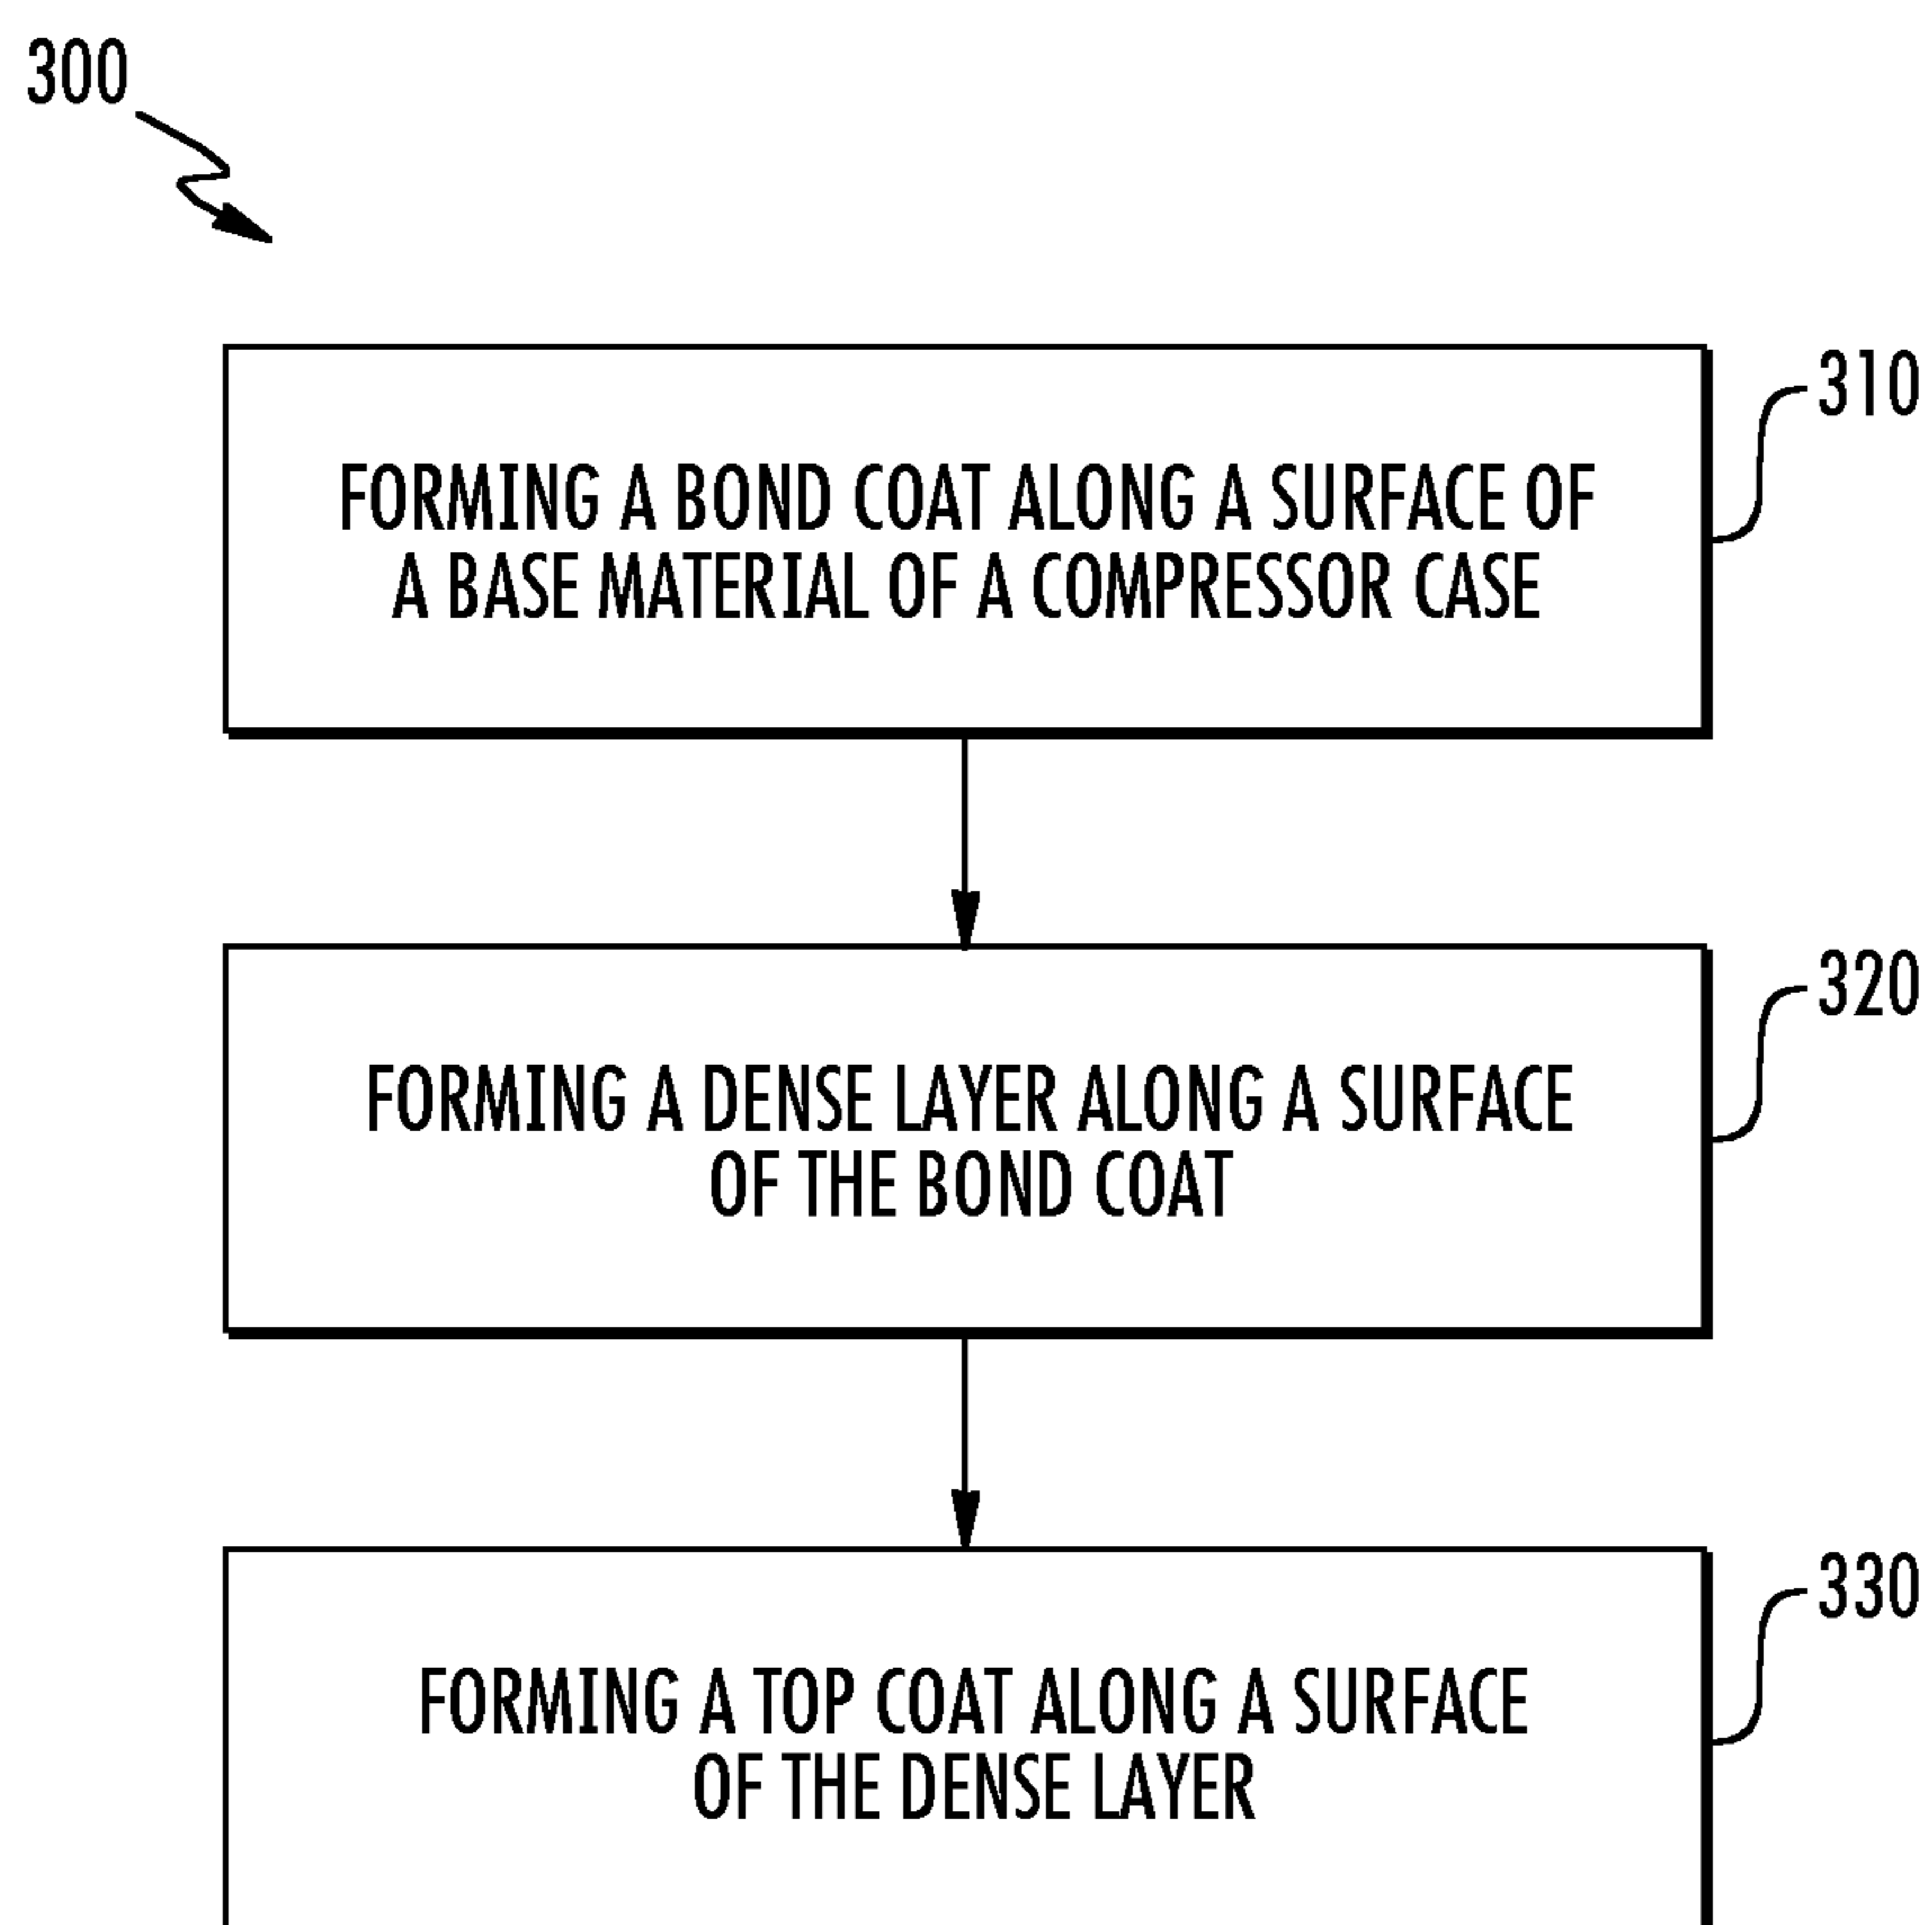 300
310
FORMING A BOND COAT ALONG A SURFACE OF
A BASE MATERIAL OF A COMPRESSOR CASE
320
FORMING A DENSE LAYER ALONG A SURFACE
OF THE BOND COAT
330
FORMING A TOP COAT ALONG A SURFACE
OF THE DENSE LAYER